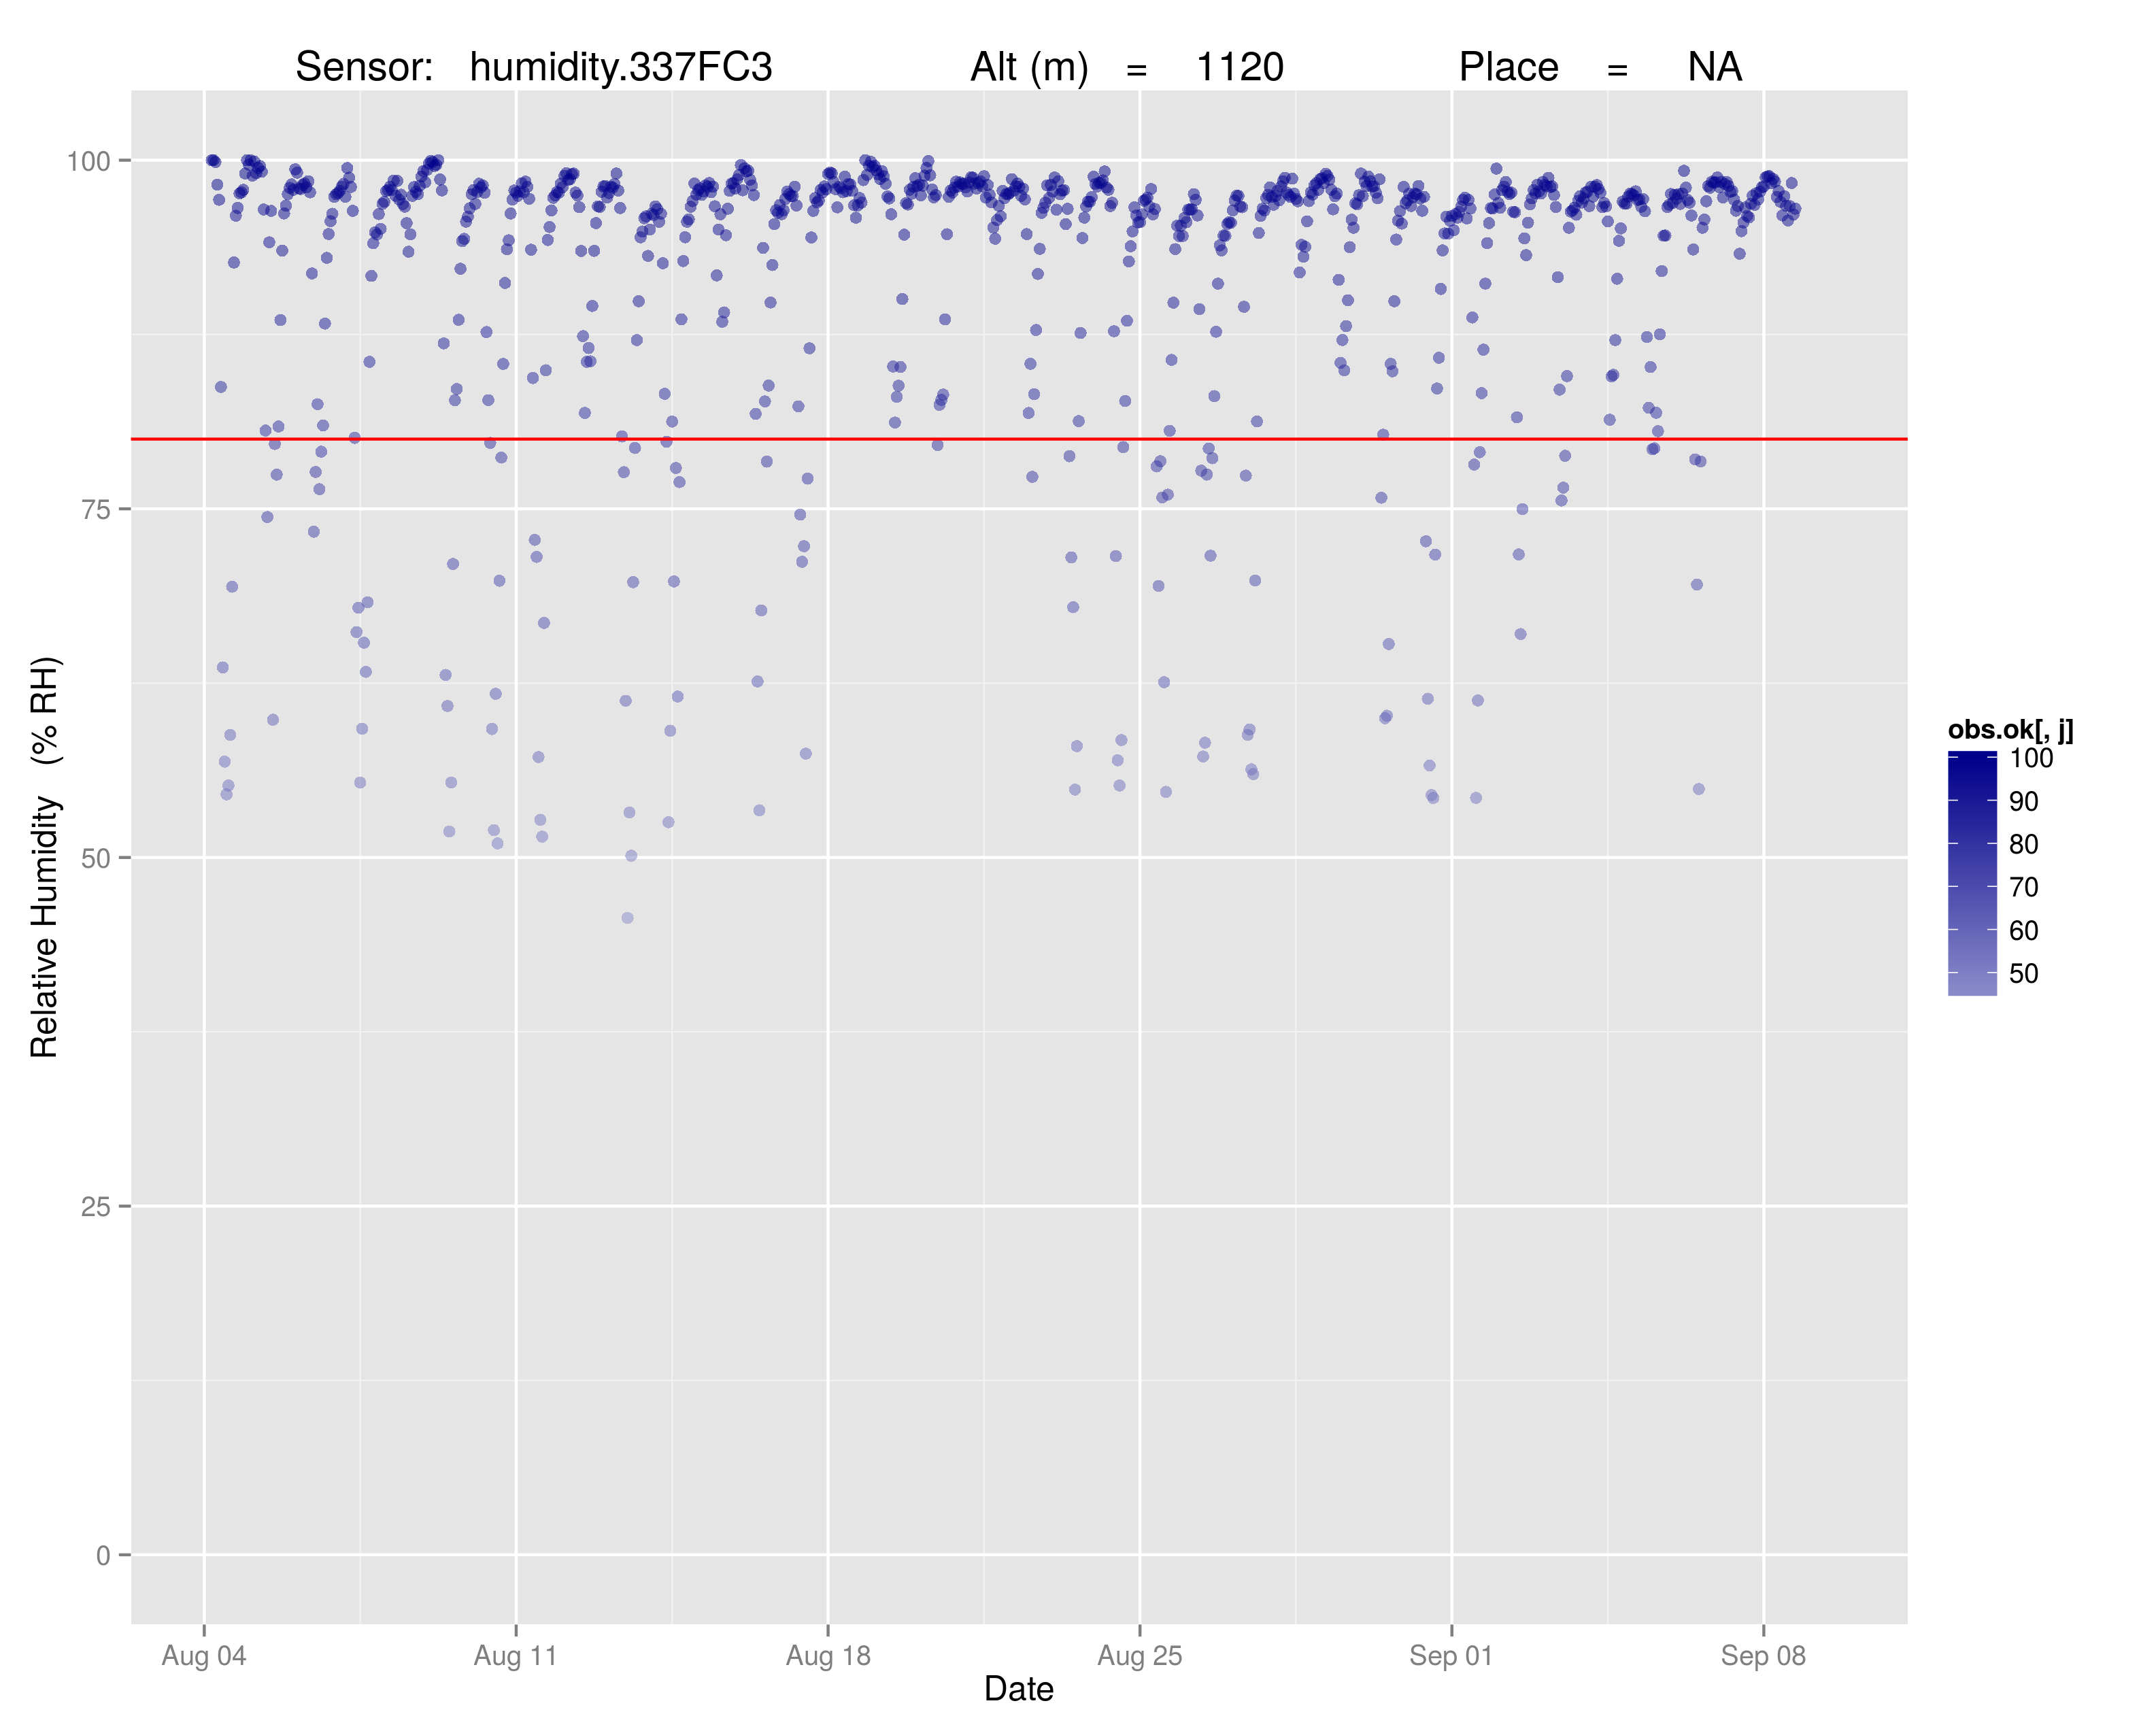 Sensor: humidity.337FC3 Alt (m) = 1120 Place = NA
100
75
50
25
0
Relative Humidity (% RH)
Aug 04 Aug 11 Aug 18 Aug 25 Sep 01 Sep 08
Date
obs.ok[, j]
100
90
80
70
60
50